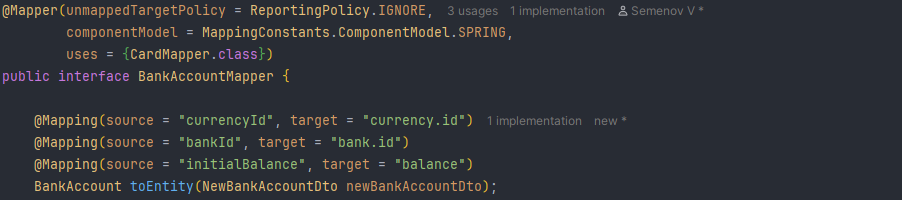 @Mapper(unmappedTargetPolicy = ReportingPolicy.IGNORE, 3 usages 1 implementation Semenov V *
componentModel = MappingConstants.ComponentModel.SPRING,
uses = {CardMapper.class})
public interface BankAccountMapper {
@Mapping(source = "currencyId", target = "currency.id") 1 implementation new *
@Mapping(source = "bankId", target = "bank.id")
@Mapping(source = "initialBalance", target = "balance")
BankAccount toEntity(NewBankAccountDto newBankAccountDto);